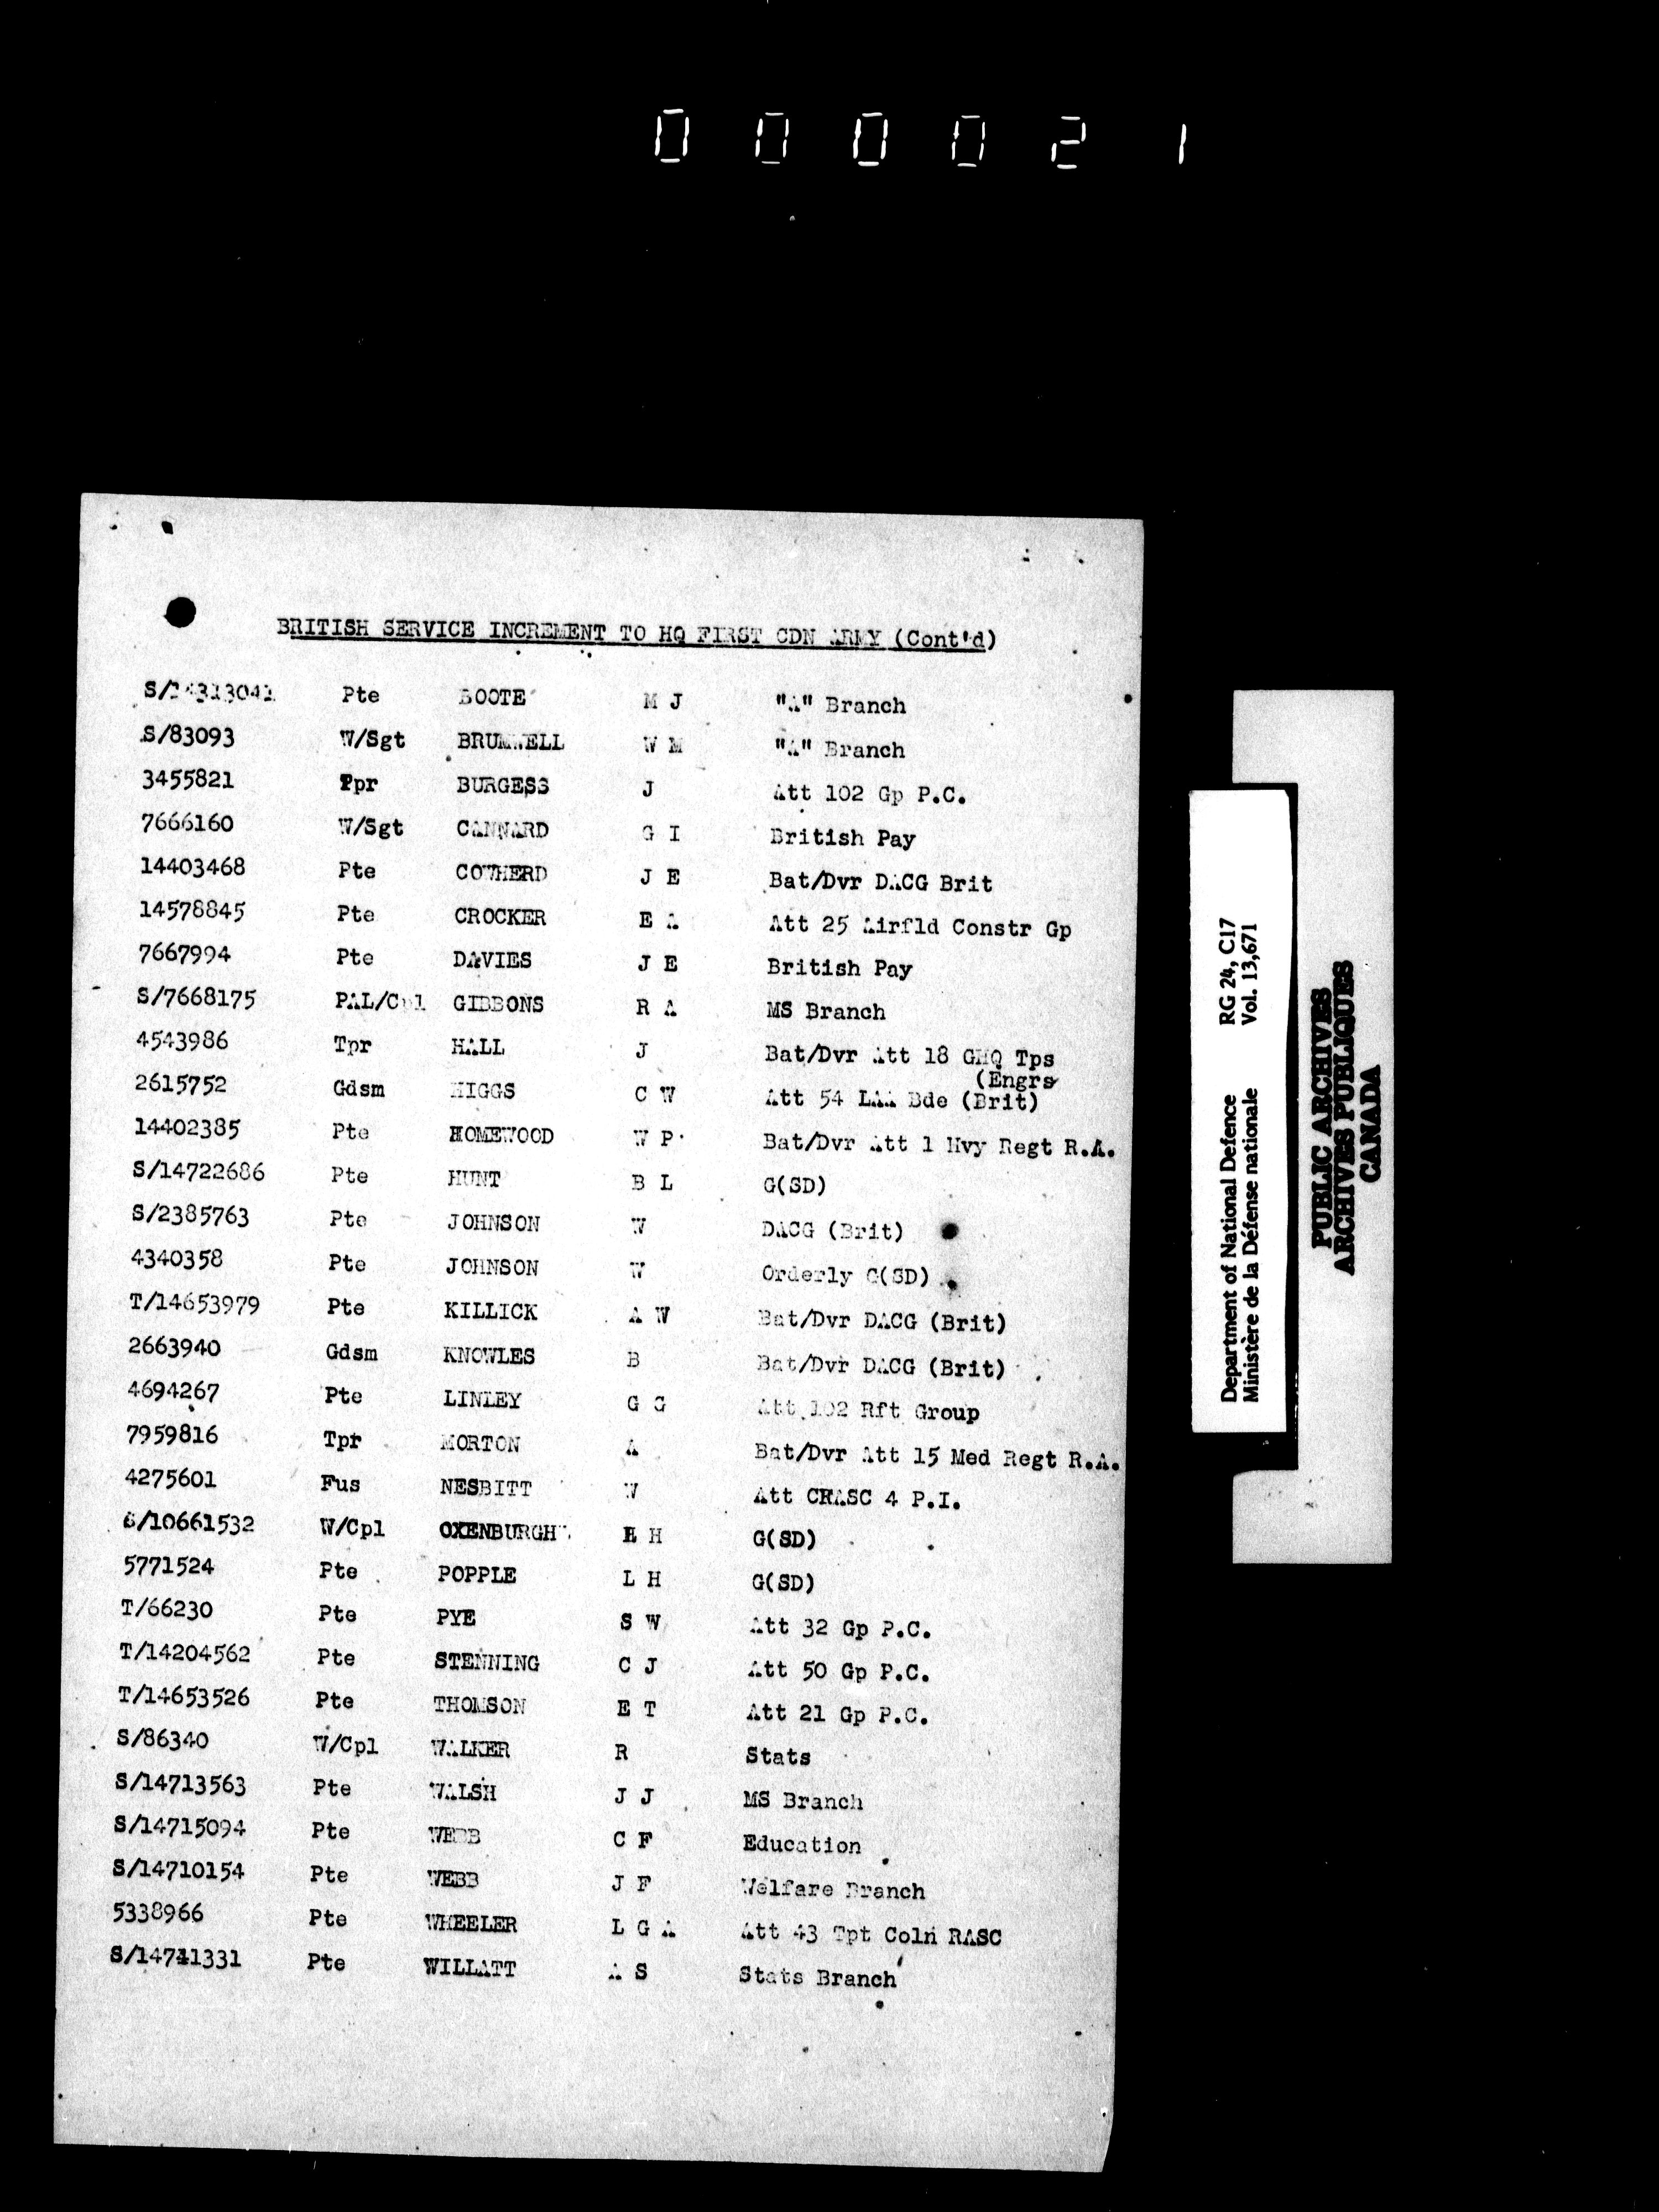 000021
BRITISH SERVICE INCREMENT TO HQ FIRST CDN ARMY (Cont'd)
S/14313041 Pte BOOTE M J "A" Branch
S/83093 W/Sgt BRUMWELL W M "A" Branch
3455821 Tpr BURGESS J Att 102 Gp P.C.
7666160 W/Sgt CANNARD G I British Pay
14403468 Pte COWHERD J E Bat/Dvr DACG Brit
14578845 Pte CROCKER E A Att 25 Airfld Constr Gp
7667994 Pte DAVIES J E British Pay
S/7668175 PAL/Cpl GIBBONS R A MS Branch
4543986 Tpr HALL J Bat/Dvr Att 18 GHQ Tps
(Engrs
2615752 Gdsm HIGGS C W Att 54 LAA Bde (Brit)
14402385 Pte HOMEWOOD W P Bat/Dvr Att 1 Hvy Regt R.A.
S/14722686 Pte HUNT B L G(SD)
S/2385763 Pte JOHNSON W DACG (Brit)
4340358 Pte JOHNSON W Orderly G(SD)
T/14653979 Pte KILLICK A W Bat/Dvr DACG (Brit)
2663940 Gdsm KNOWLES B Bat/Dvr DACG (Brit)
4694267 Pte LINLEY G G Att 102 Rft Group
7959816 Tpr MORTON A Bat/Dvr Att 15 Med Regt R.A.
4275601 Fus NESBITT W Att CRASC 4 P.I.
S/10661532 W/Cpl OXENBURGH E H G(SD)
5771524 Pte POPPLE L H G(SD)
T/66230 Pte PYE S W Att 32 Gp P.C.
T/14204562 Pte STENNING C J Att 50 Gp P.C.
T/14653526 Pte THOMSON E T Att 21 Gp P.C.
S/86340 W/Cpl WALKER R Stats
S/14713563 Pte WALSH J J MS Branch
S/14715094 Pte WEBB C F Education
S/14710154 Pte WEBB J F Welfare Branch
5338966 Pte WHEELER L G A Att 43 Tpt Coln RASC
S/14741331 Pte WILLATT A S Stats Branch
Department of National Defence RG 24, C17
Ministère de la Défense nationale Vol. 13,671
PUBLIC ARCHIVES
ARCHIVES PUBLIQUES
CANADA